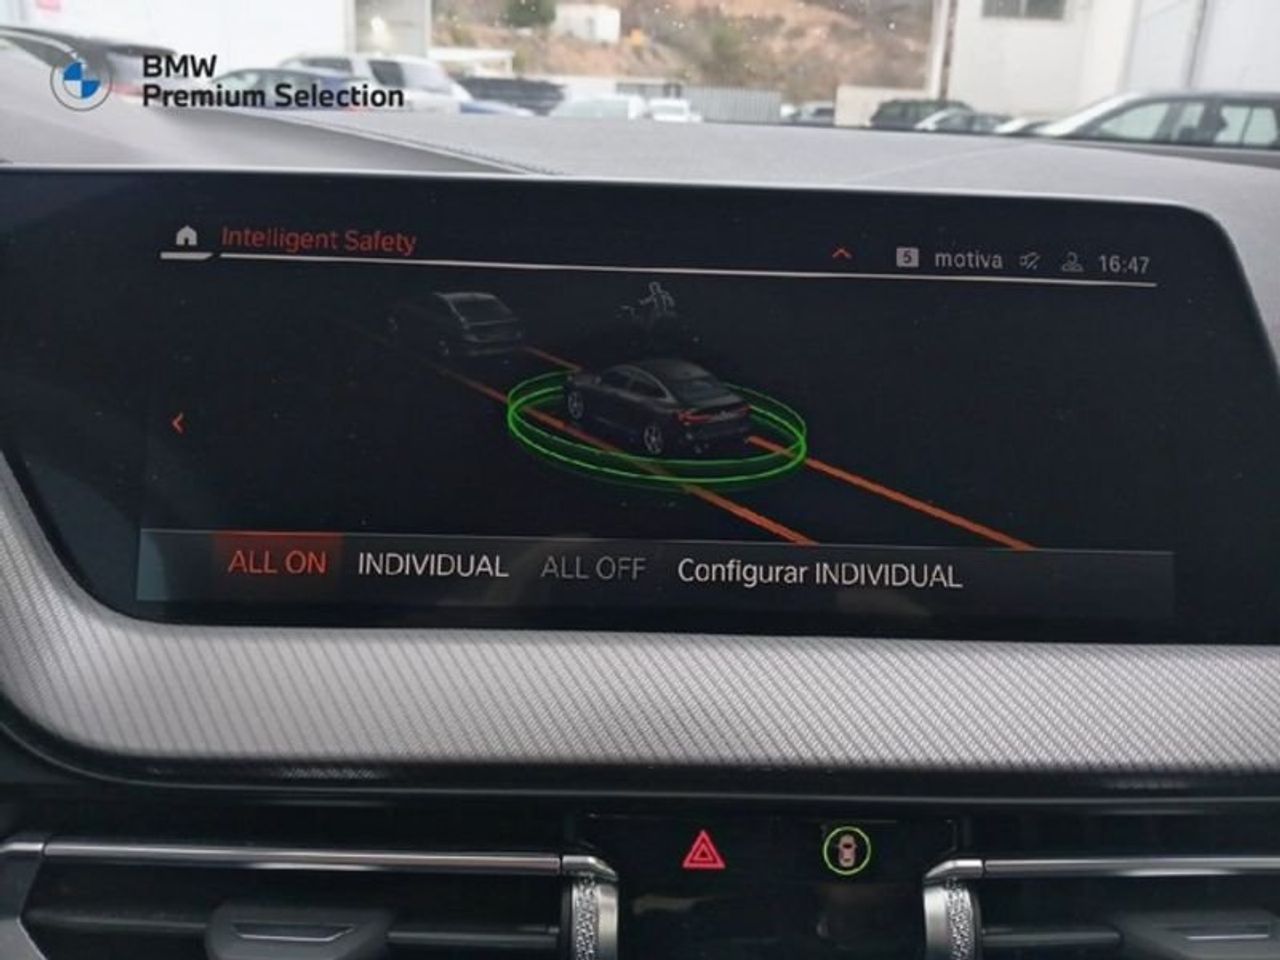 BMW
Premium Selection
Intelligent Safety
5 motiva 16:47
ALL ON INDIVIDUAL ALL OFF Configurar INDIVIDUAL